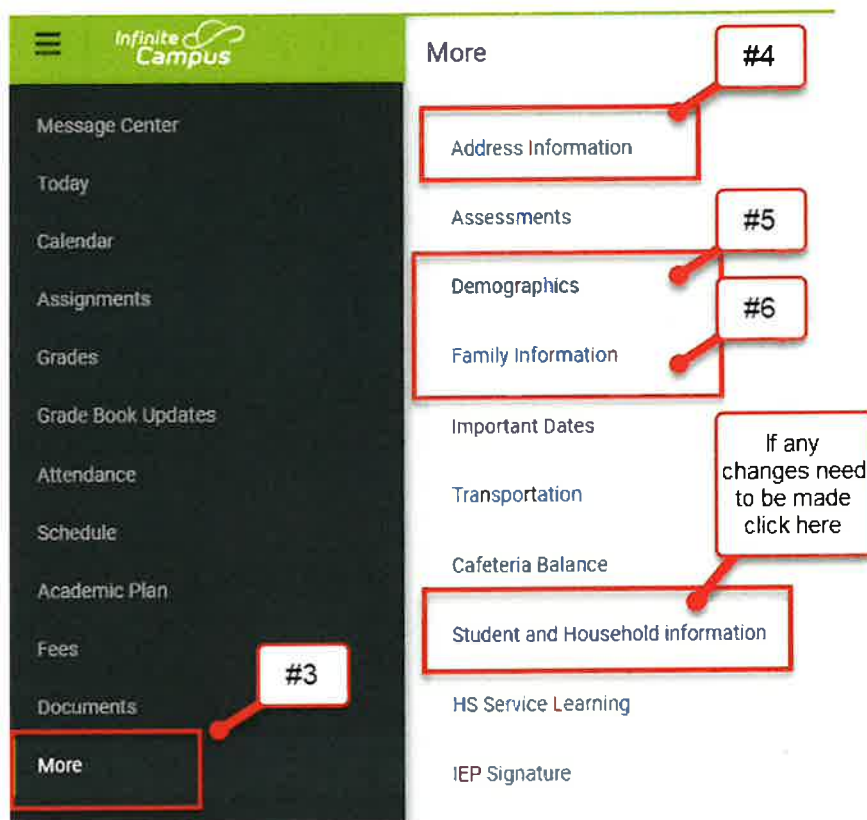 Infinite
Campus
Message Center
Today
Calendar
Assignments
Grades
Grade Book Updates
Attendance
Schedule
Academic Plan
Fees
Documents
#3
More
More
#4
Address Information
Assessments
#5
Demographics
#6
Family Information
Important Dates
If any
changes need
to be made
click here
Transportation
Cafeteria Balance
Student and Household information
HS Service Learning
IEP Signature